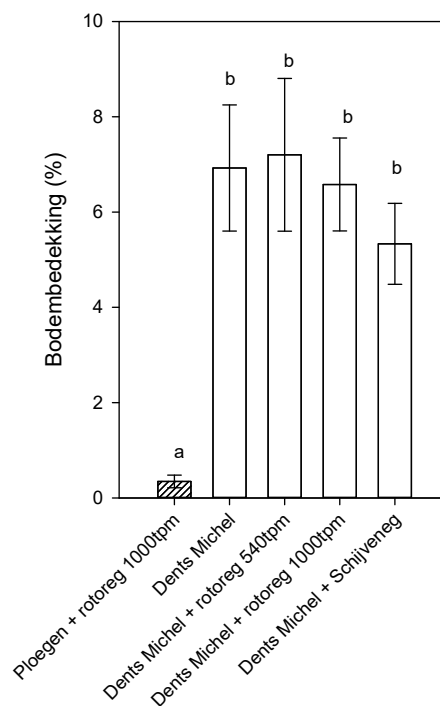 Bodembedekking (%)
10
8
6
4
2
0
a
b
b
b
b
Ploegen + rotoreg 1000tpm
Dents Michel
Dents Michel + rotoreg 540tpm
Dents Michel + rotoreg 1000tpm
Dents Michel + Schijveneg